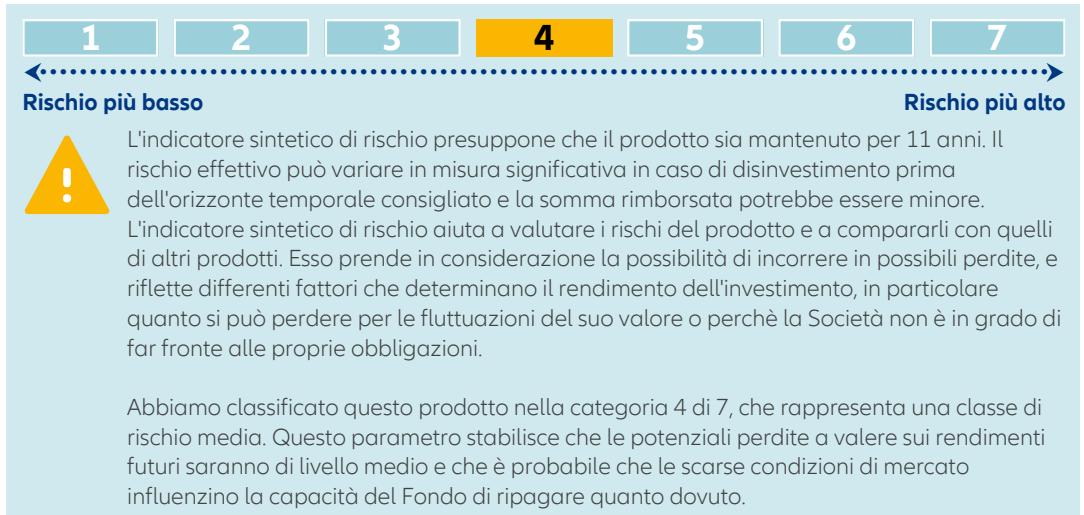 1 2 3 4 5 6 7
Rischio più basso Rischio più alto
L'indicatore sintetico di rischio presuppone che il prodotto sia mantenuto per 11 anni. Il
rischio effettivo può variare in misura significativa in caso di disinvestimento prima
dell'orizzonte temporale consigliato e la somma rimborsata potrebbe essere minore.
L'indicatore sintetico di rischio aiuta a valutare i rischi del prodotto e a compararli con quelli
di altri prodotti. Esso prende in considerazione la possibilità di incorrere in possibili perdite, e
riflette differenti fattori che determinano il rendimento dell'investimento, in particolare
quanto si può perdere per le fluttuazioni del suo valore o perchè la Società non è in grado di
far fronte alle proprie obbligazioni.
Abbiamo classificato questo prodotto nella categoria 4 di 7, che rappresenta una classe di
rischio media. Questo parametro stabilisce che le potenziali perdite a valere sui rendimenti
futuri saranno di livello medio e che è probabile che le scarse condizioni di mercato
influenzino la capacità del Fondo di ripagare quanto dovuto.